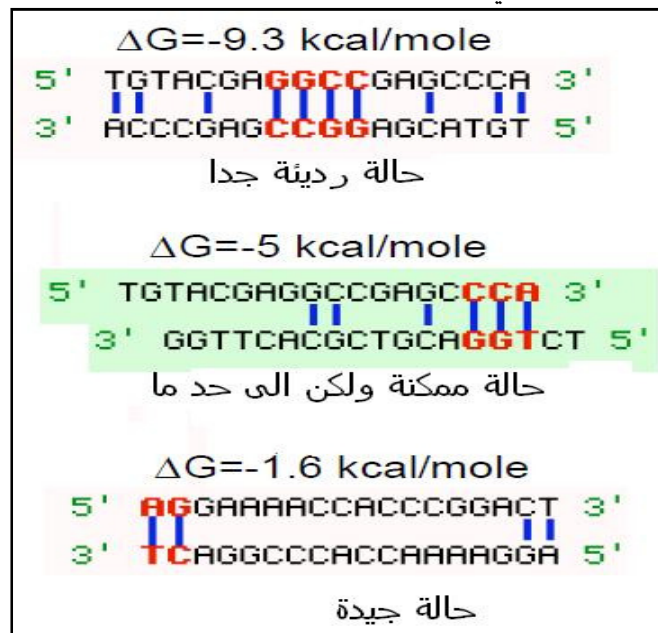 ΔG=-9.3 kcal/mole
5' TGTACGAGGCCGAGCCCA 3'
3' ACCCGAGCCGGAGCATGT 5'
حالة رديئة جدا
ΔG=-5 kcal/mole
5' TGTACGAGGCCGAGCCCA 3'
3' GGTTCACGCTGCAGGTCT 5'
حالة ممكنة ولكن الى حد ما
ΔG=-1.6 kcal/mole
5' AGGAAAACCACCCGGACT 3'
3' TCAGGCCCACCAAAAGGA 5'
حالة جيدة